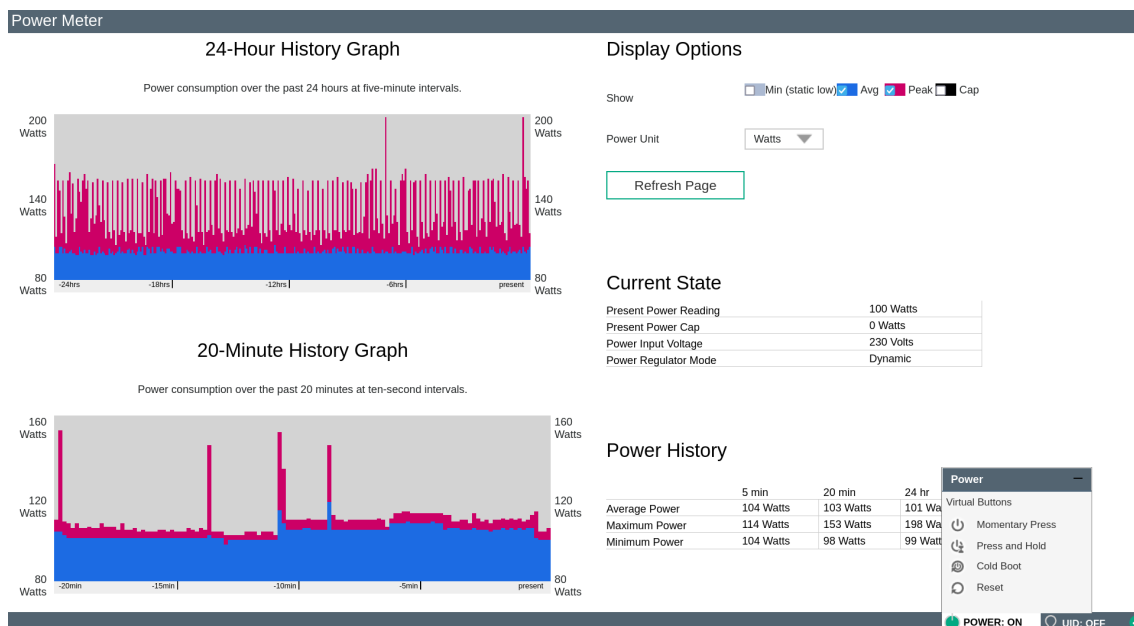 Power Meter
24-Hour History Graph
Power consumption over the past 24 hours at five-minute intervals.
200 Watts
200 Watts
140 Watts
140 Watts
80 Watts
80 Watts
-24hrs -18hrs -12hrs -6hrs present
20-Minute History Graph
Power consumption over the past 20 minutes at ten-second intervals.
160 Watts
160 Watts
120 Watts
120 Watts
80 Watts
80 Watts
-20min -15min -10min -5min present
Display Options
Show Min (static low) Avg Peak Cap
Power Unit Watts
Refresh Page
Current State
Present Power Reading 100 Watts
Present Power Cap 0 Watts
Power Input Voltage 230 Volts
Power Regulator Mode Dynamic
Power History
5 min 20 min 24 hr
Average Power 104 Watts 103 Watts 101 Wa
Maximum Power 114 Watts 153 Watts 198 Wa
Minimum Power 104 Watts 98 Watts 99 Watt
Power
Virtual Buttons
Momentary Press
Press and Hold
Cold Boot
Reset
POWER: ON UID: OFF